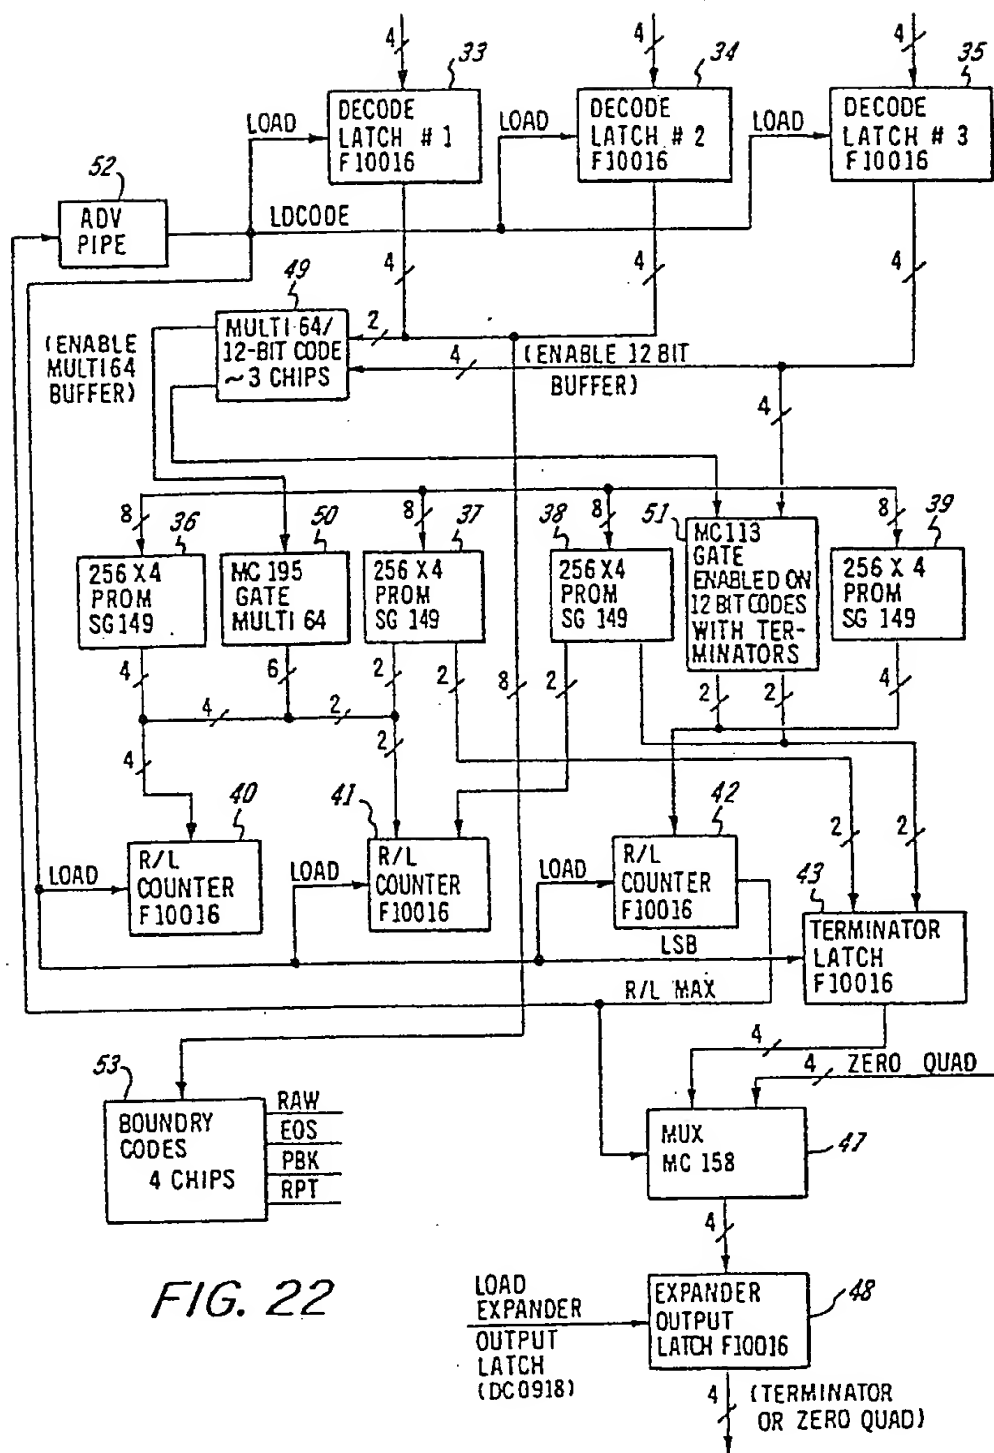 4 4 4
33 34 35
DECODE
LATCH # 1
F10016
DECODE
LATCH # 2
F10016
DECODE
LATCH # 3
F10016
LOAD LOAD LOAD
52
ADV
PIPE
LDCODE
4 4 4
49
MULTI 64/
12-BIT CODE
~3 CHIPS
2
4
(ENABLE
MULTI 64
BUFFER)
(ENABLE 12 BIT
BUFFER)
4
8 36 50 8 37 38 8 51 8 39
256 X 4
PROM
SG 149
MC 195
GATE
MULTI 64
256 X 4
PROM
SG 149
256 X 4
PROM
SG 149
MC 113
GATE
ENABLED ON
12 BIT CODES
WITH TER-
MINATORS
256 X 4
PROM
SG 149
4 6 2 2 8 2 2 2 4
4 2
4 2
40 41 42
R/L
COUNTER
F10016
R/L
COUNTER
F10016
R/L
COUNTER
F10016
LOAD LOAD LOAD
2 2
43
TERMINATOR
LATCH
F10016
LSB
R/L MAX
4
4 ZERO QUAD
53
BOUNDRY
CODES
4 CHIPS
RAW
EOS
PBK
RPT
MUX
MC 158
47
4
FIG. 22
LOAD
EXPANDER
OUTPUT
LATCH
(DC0918)
EXPANDER
OUTPUT
LATCH F10016
48
4 (TERMINATOR
OR ZERO QUAD)